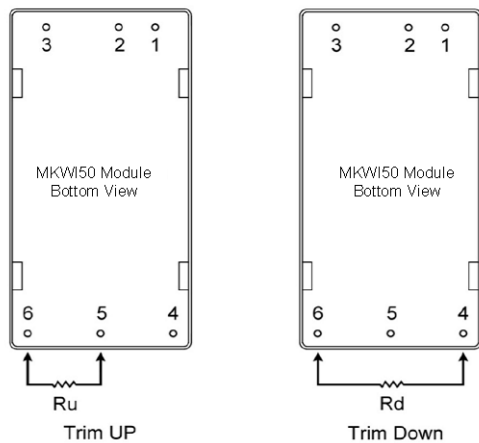 3 2 1
MKWI50 Module
Bottom View
6 5 4
Ru
Trim UP
3 2 1
MKWI50 Module
Bottom View
6 5 4
Rd
Trim Down